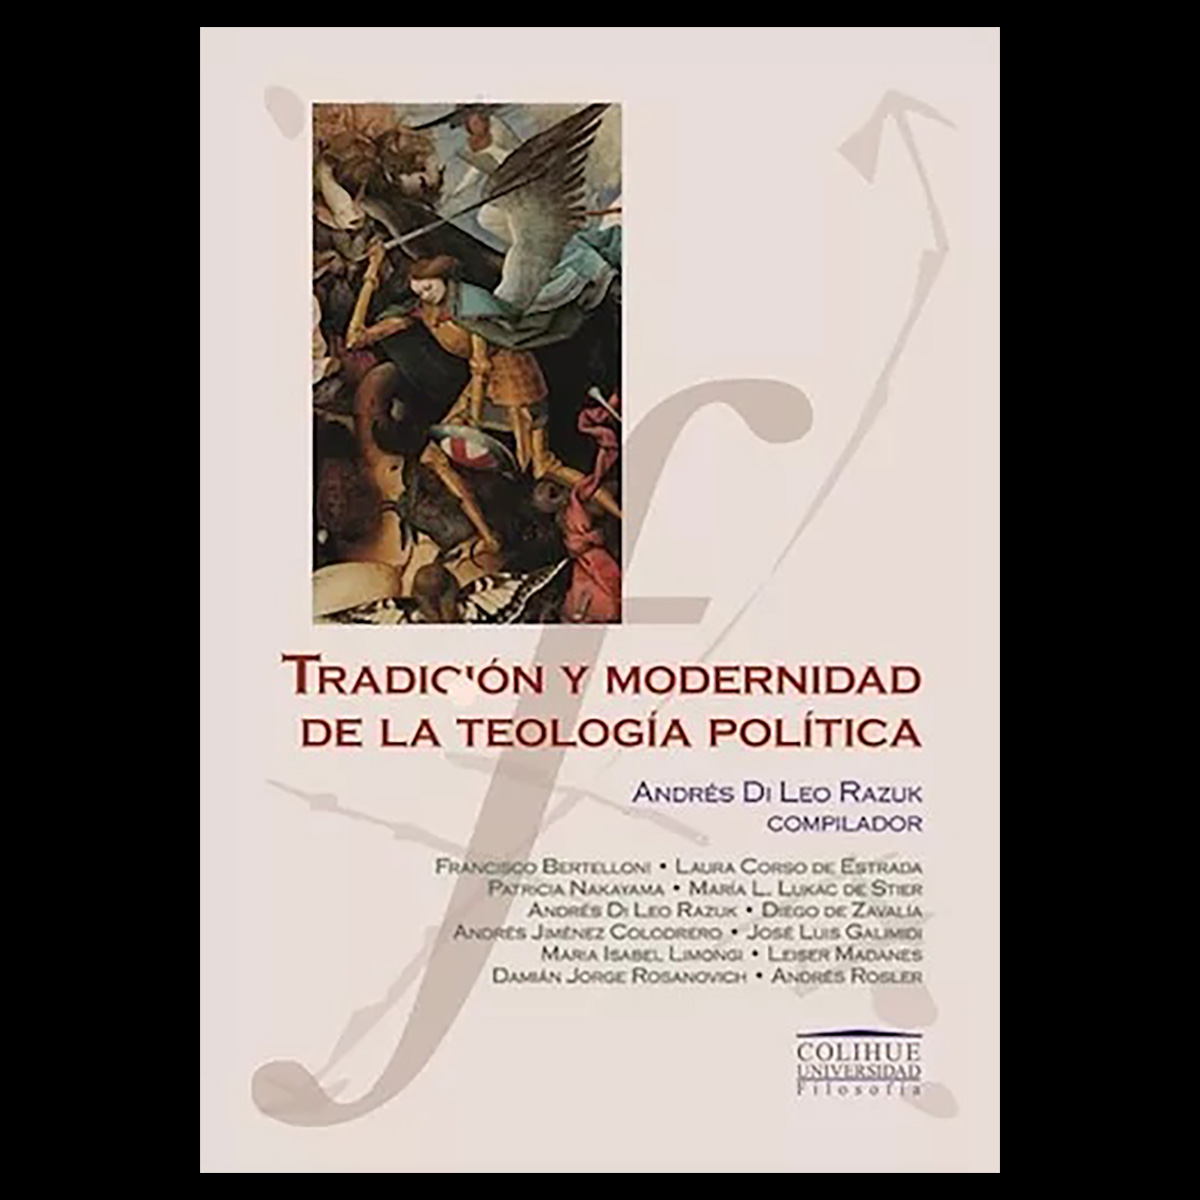 TRADICIÓN Y MODERNIDAD
DE LA TEOLOGÍA POLÍTICA
ANDRÉS DI LEO RAZUK
COMPILADOR
FRANCISCO BERTELLONI • LAURA CORSO DE ESTRADA
PATRICIA NAKAYAMA • MARÍA L. LUKAC DE STIER
ANDRÉS DI LEO RAZUK • DIEGO DE ZAVALÍA
ANDRÉS JIMÉNEZ COLODRERO • JOSÉ LUIS GALIMIDI
MARIA ISABEL LIMONGI • LEISER MADANES
DAMIÁN JORGE ROSANOVICH • ANDRÉS ROSLER
COLIHUE
UNIVERSIDAD
Filosofía